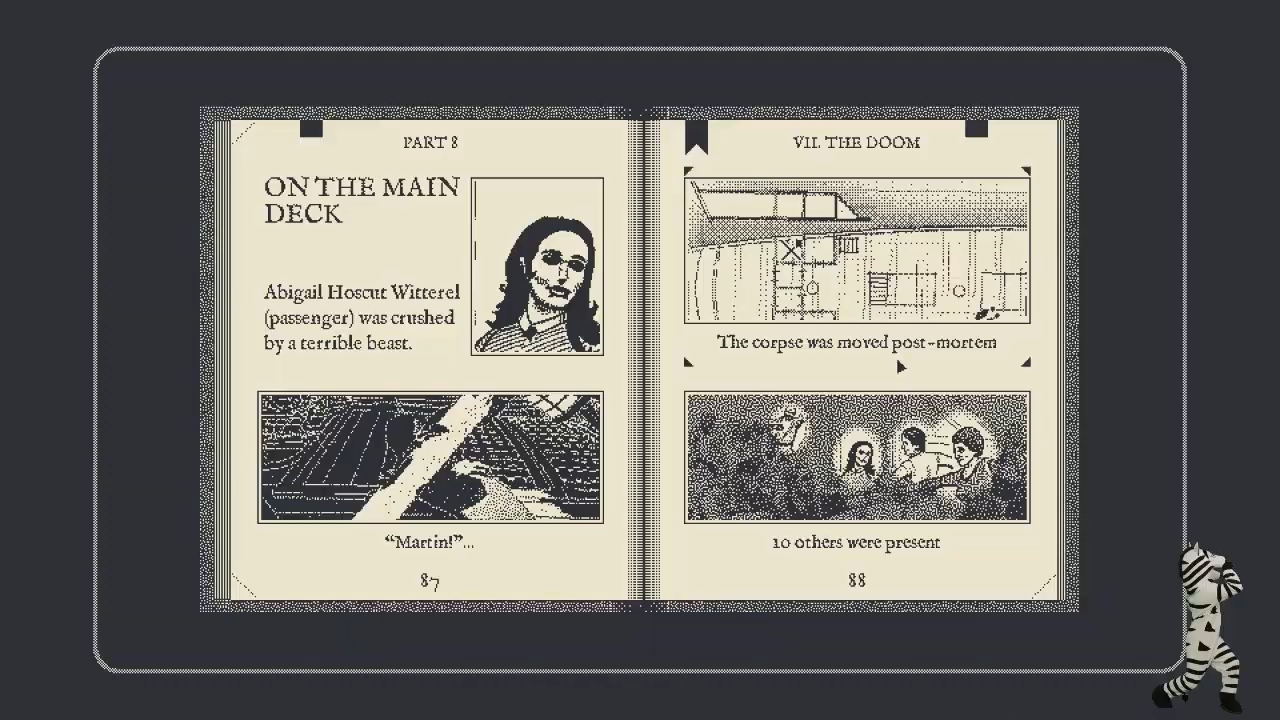 PART 8
ON THE MAIN
DECK
Abigail Hoscut Witterel
(passenger) was crushed
by a terrible beast.
“Martin!”...
87
VII. THE DOOM
The corpse was moved post-mortem
10 others were present
88